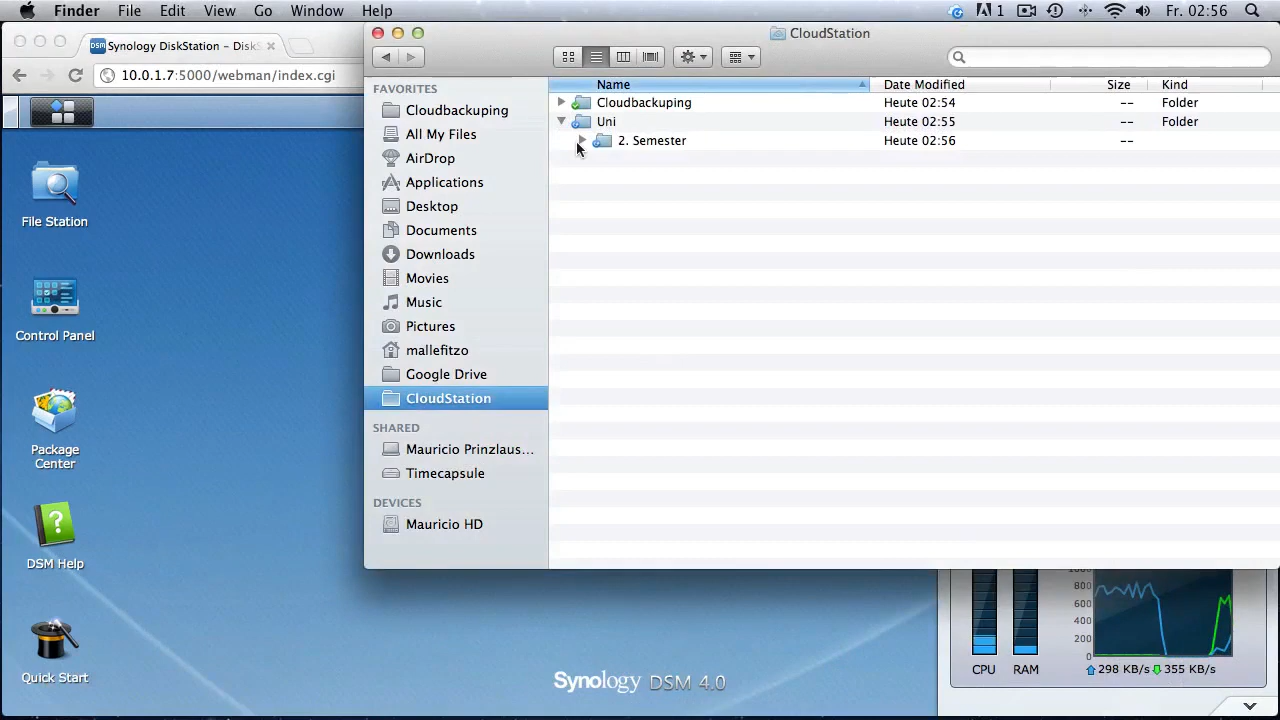 Finder File Edit View Go Window Help
1 Fr. 02:56
DSM Synology DiskStation – Disk
10.0.1.7:5000/webman/index.cgi
CloudStation
FAVORITES
Cloudbackuping
All My Files
AirDrop
Applications
Desktop
Documents
Downloads
Movies
Music
Pictures
mallefitzo
Google Drive
CloudStation
SHARED
Mauricio Prinzlaus...
Timecapsule
DEVICES
Mauricio HD
Name Date Modified Size Kind
Cloudbackuping Heute 02:54 -- Folder
Uni Heute 02:55 -- Folder
2. Semester Heute 02:56 --
File Station
Control Panel
Package
Center
DSM Help
Quick Start
Synology DSM 4.0
800
600
400
200
0
CPU RAM 298 KB/s 355 KB/s